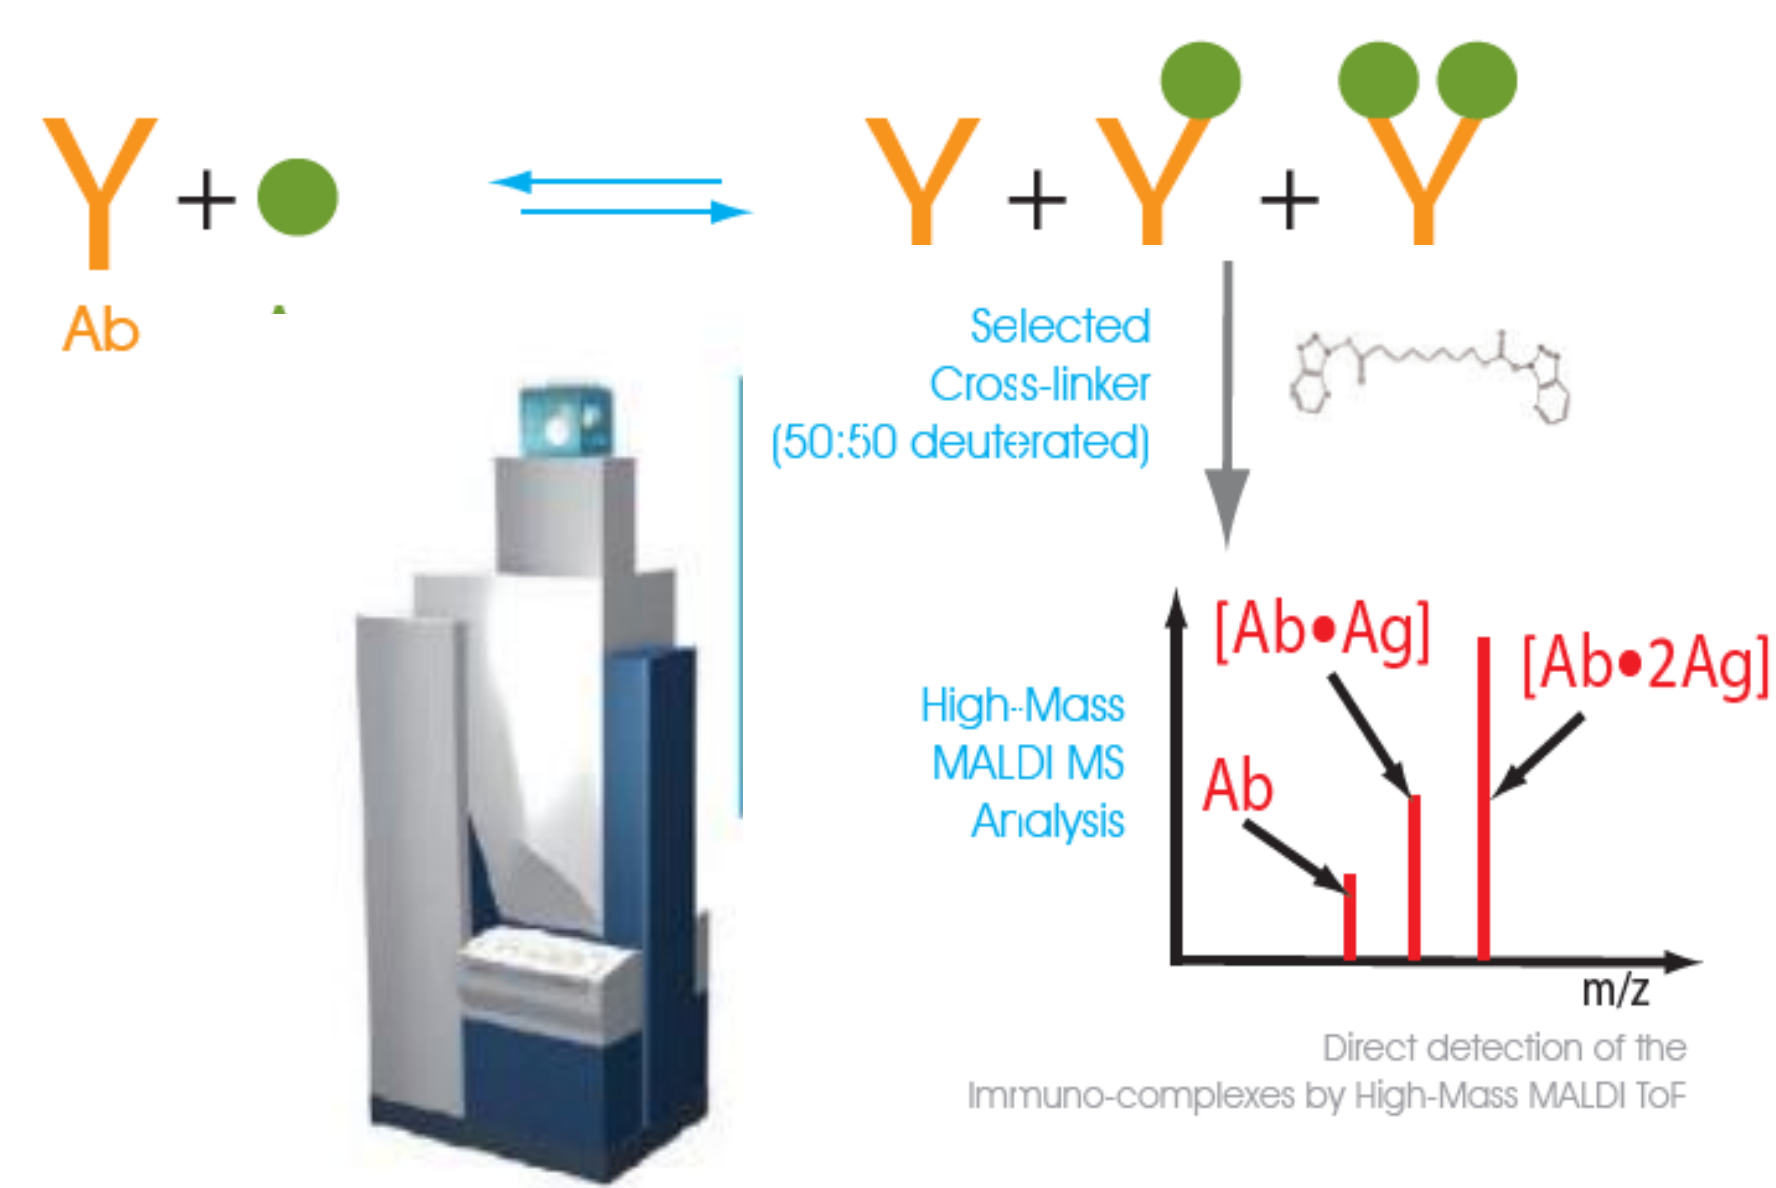 +
+
+
Ab
Selected
Cross-linker
(50:50 deuterated)
[Ab•Ag]
[Ab•2Ag]
High-Mass
MALDI MS
Analysis
Ab
m/z
Direct detection of the
Immuno-complexes by High-Mass MALDI ToF